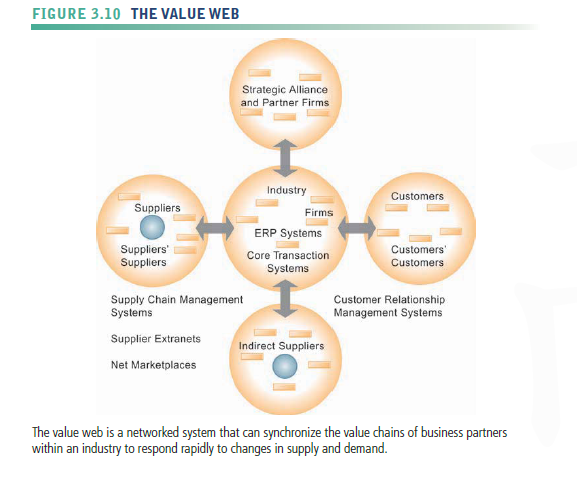 FIGURE 3.10 THE VALUE WEB
Strategic Alliance
and Partner Firms
Industry
Firms
ERP Systems
Core Transaction
Systems
Suppliers
Suppliers'
Suppliers
Customers
Customers'
Customers
Supply Chain Management
Systems
Supplier Extranets
Net Marketplaces
Customer Relationship
Management Systems
Indirect Suppliers
The value web is a networked system that can synchronize the value chains of business partners
within an industry to respond rapidly to changes in supply and demand.